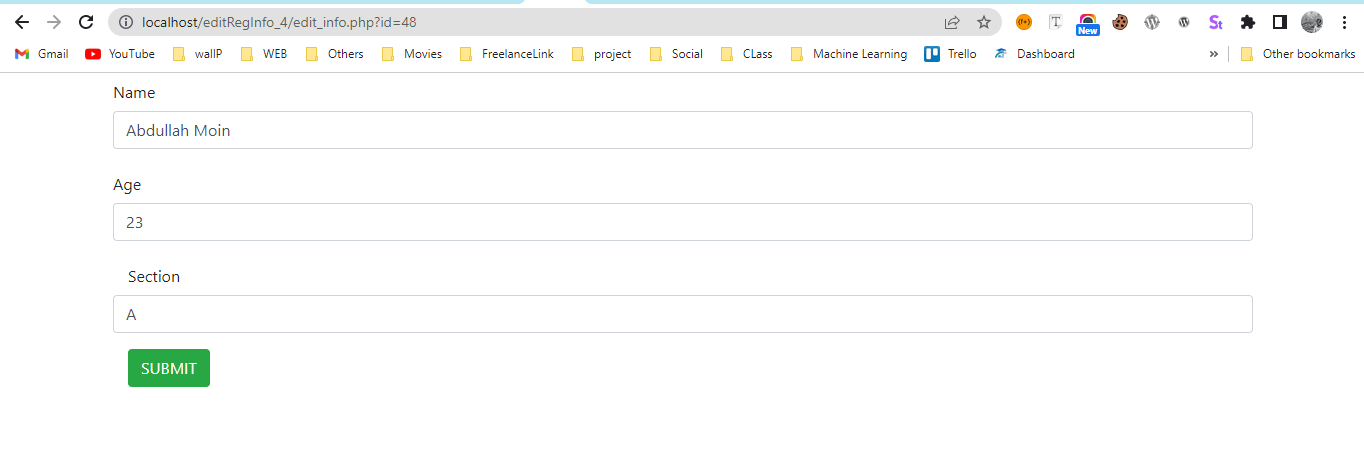 localhost/editRegInfo_4/edit_info.php?id=48
New
St
Gmail YouTube wallP WEB Others Movies FreelanceLink project Social CLass Machine Learning Trello Dashboard » Other bookmarks
Name
Abdullah Moin
Age
23
Section
A
SUBMIT